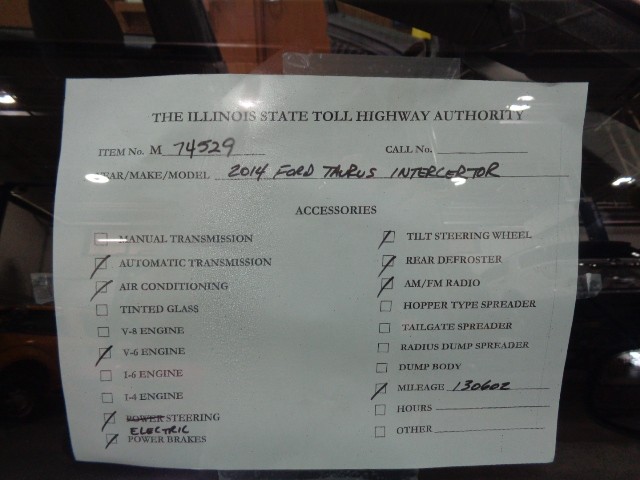 THE ILLINOIS STATE TOLL HIGHWAY AUTHORITY
ITEM No. M 74529 CALL No.
YEAR/MAKE/MODEL 2014 FORD TAURUS INTERCERTOR
ACCESSORIES
MANUAL TRANSMISSION
AUTOMATIC TRANSMISSION
AIR CONDITIONING
TINTED GLASS
V-8 ENGINE
V-6 ENGINE
I-6 ENGINE
I-4 ENGINE
POWER STEERING
ELECTRIC
POWER BRAKES
TILT STEERING WHEEL
REAR DEFROSTER
AM/FM RADIO
HOPPER TYPE SPREADER
TAILGATE SPREADER
RADIUS DUMP SPREADER
DUMP BODY
MILEAGE 130602
HOURS
OTHER